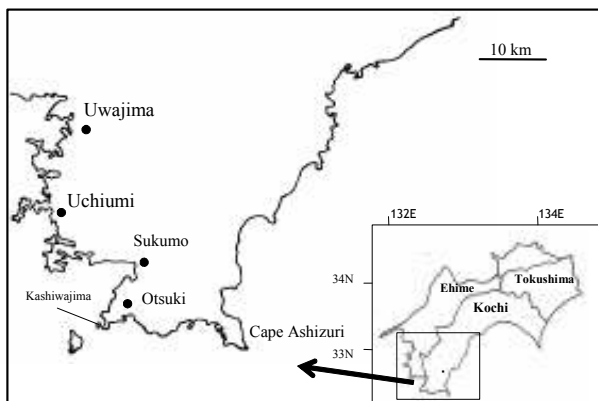 10 km
Uwajima
Uchiumi
Sukumo
Kashiwajima
Otsuki
Cape Ashizuri
132E
134E
34N
33N
Ehime
Tokushima
Kochi